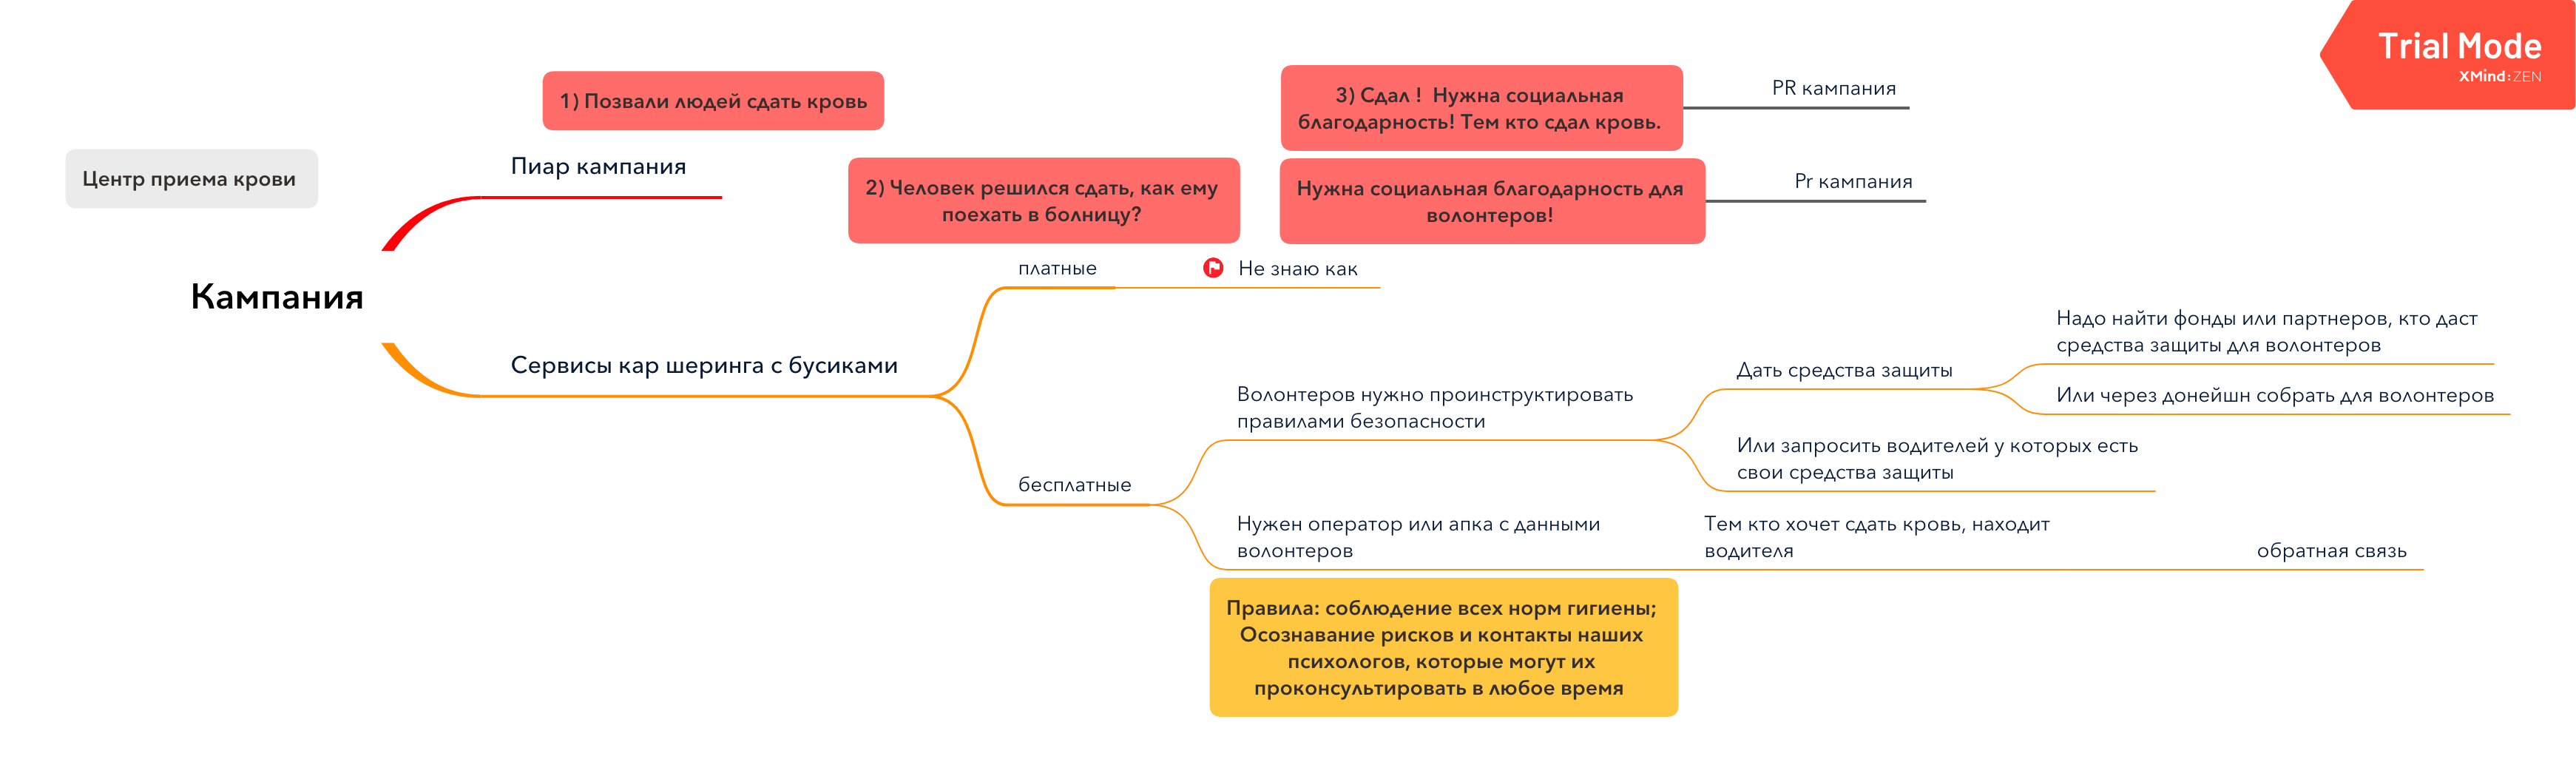 Trial Mode
XMind:ZEN
1) Позвали людей сдать кровь
3) Сдал !  Нужна социальная
благодарность! Тем кто сдал кровь.
PR кампания
Центр приема крови
Пиар кампания
2) Человек решился сдать, как ему
поехать в болницу?
Нужна социальная благодарность для
волонтеров!
Pr кампания
Кампания
платные
Не знаю как
Сервисы кар шеринга с бусиками
бесплатные
Волонтеров нужно проинструктировать
правилами безопасности
Дать средства защиты
Надо найти фонды или партнеров, кто даст
средства защиты для волонтеров
Или через донейшн собрать для волонтеров
Или запросить водителей у которых есть
свои средства защиты
Нужен оператор или апка с данными
волонтеров
Тем кто хочет сдать кровь, находит
водителя
обратная связь
Правила: соблюдение всех норм гигиены;
Осознавание рисков и контакты наших
психологов, которые могут их
проконсультировать в любое время